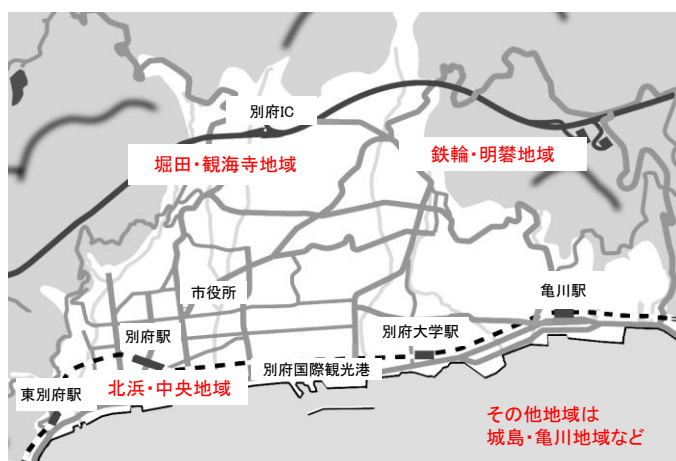 別府IC
堀田・観海寺地域
鉄輪・明礬地域
市役所
亀川駅
別府駅
別府大学駅
別府国際観光港
東別府駅
北浜・中央地域
その他地域は
城島・亀川地域など